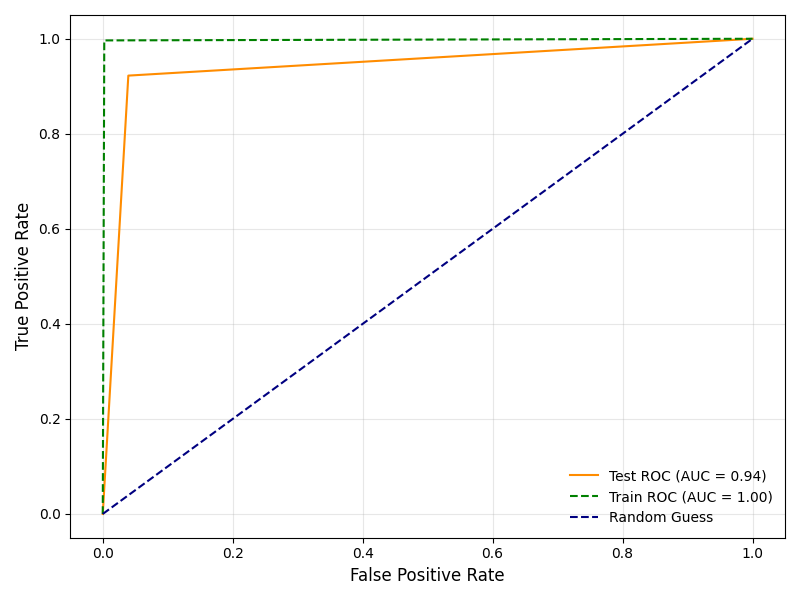 1.0
0.8
0.6
0.4
0.2
0.0
True Positive Rate
Test ROC (AUC = 0.94)
Train ROC (AUC = 1.00)
Random Guess
0.0 0.2 0.4 0.6 0.8 1.0
False Positive Rate